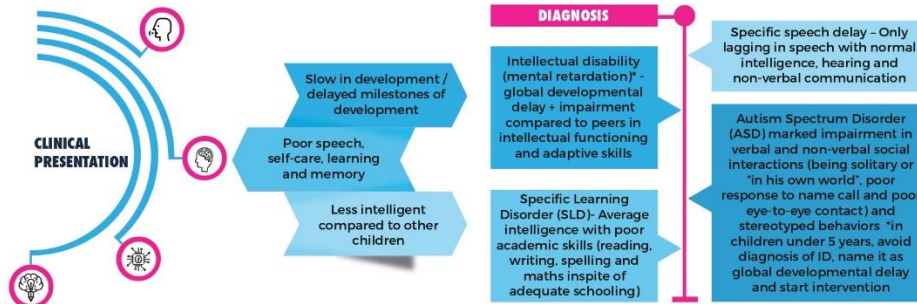 CLINICAL
PRESENTATION
Slow in development /
delayed milestones of
development
Poor speech,
self-care, learning
and memory
Less intelligent
compared to other
children
DIAGNOSIS
Intellectual disability
(mental retardation)* -
global developmental
delay + impairment
compared to peers in
intellectual functioning
and adaptive skills
Specific Learning
Disorder (SLD)- Average
intelligence with poor
academic skills (reading,
writing, spelling and
maths inspite of
adequate schooling)
Specific speech delay – Only
lagging in speech with normal
intelligence, hearing and
non-verbal communication
Autism Spectrum Disorder
(ASD) marked impairment in
verbal and non-verbal social
interactions (being solitary or
"in his own world", poor
response to name call and poor
eye-to-eye contact) and
stereotyped behaviors *in
children under 5 years, avoid
diagnosis of ID, name it as
global developmental delay
and start intervention